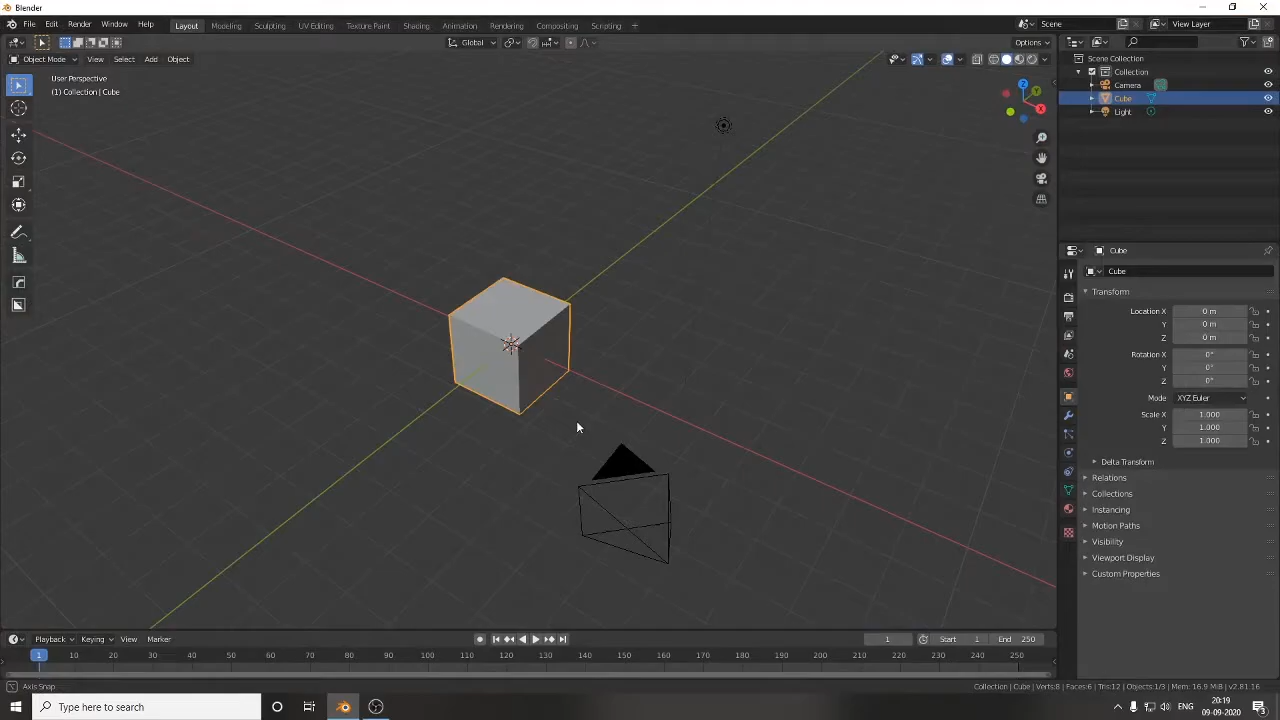 Blender
File Edit Render Window Help Layout Modeling Sculpting UV Editing Texture Paint Shading Animation Rendering Compositing Scripting + Scene View Layer
Global Options
Object Mode View Select Add Object
User Perspective
(1) Collection | Cube
Z
Y
X
Scene Collection
Collection
Camera
Cube
Light
Cube
Cube
Transform
Location X 0 m
Y 0 m
Z 0 m
Rotation X 0°
Y 0°
Z 0°
Mode XYZ Euler
Scale X 1.000
Y 1.000
Z 1.000
Delta Transform
Relations
Collections
Instancing
Motion Paths
Visibility
Viewport Display
Custom Properties
Playback Keying View Marker 1 Start 1 End 250
1 10 20 30 40 50 60 70 80 90 100 110 120 130 140 150 160 170 180 190 200 210 220 230 240 250
Axis Snap Collection | Cube | Verts:8 | Faces:6 | Tris:12 | Objects:1/3 | Mem: 16.9 MiB | v2.81.16
Type here to search ENG 20:19
09-09-2020